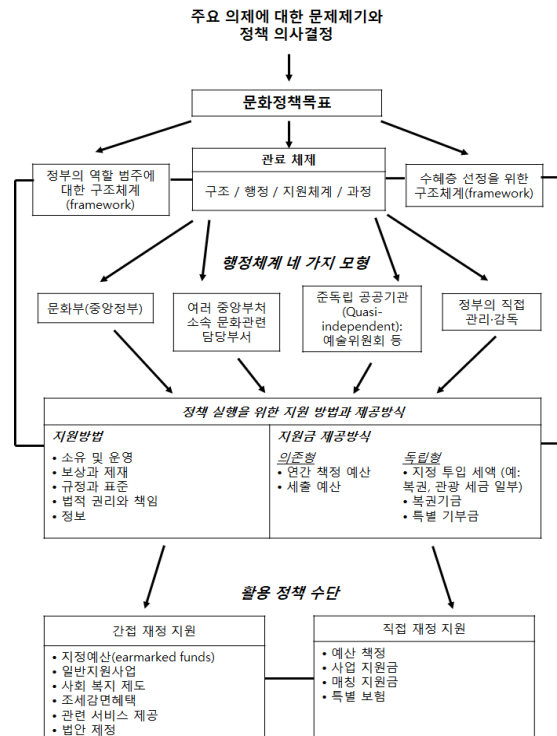 주요 의제에 대한 문제제기와
정책 의사결정
문화정책목표
정부의 역할 범주에
대한 구조체계
(framework)
관료 체제
구조 / 행정 / 지원체계 / 과정
수혜층 선정을 위한
구조체계(framework)
행정체계 네 가지 모형
문화부(중앙정부)
여러 중앙부처
소속 문화관련
담당부서
준독립 공공기관
(Quasi-
independent):
예술위원회 등
정부의 직접
관리·감독
정책 실행을 위한 지원 방법과 제공방식
지원방법
• 소유 및 운영
• 보상과 제재
• 규정과 표준
• 법적 권리와 책임
• 정보
지원금 제공방식
의존형
• 연간 책정 예산
• 세출 예산
독립형
• 지정 투입 세액 (예:
복권, 관광 세금 일부)
• 복권기금
• 특별 기부금
활용 정책 수단
간접 재정 지원
• 지정예산(earmarked funds)
• 일반지원사업
• 사회 복지 제도
• 조세감면혜택
• 관련 서비스 제공
• 법안 제정
직접 재정 지원
• 예산 책정
• 사업 지원금
• 매칭 지원금
• 특별 보험